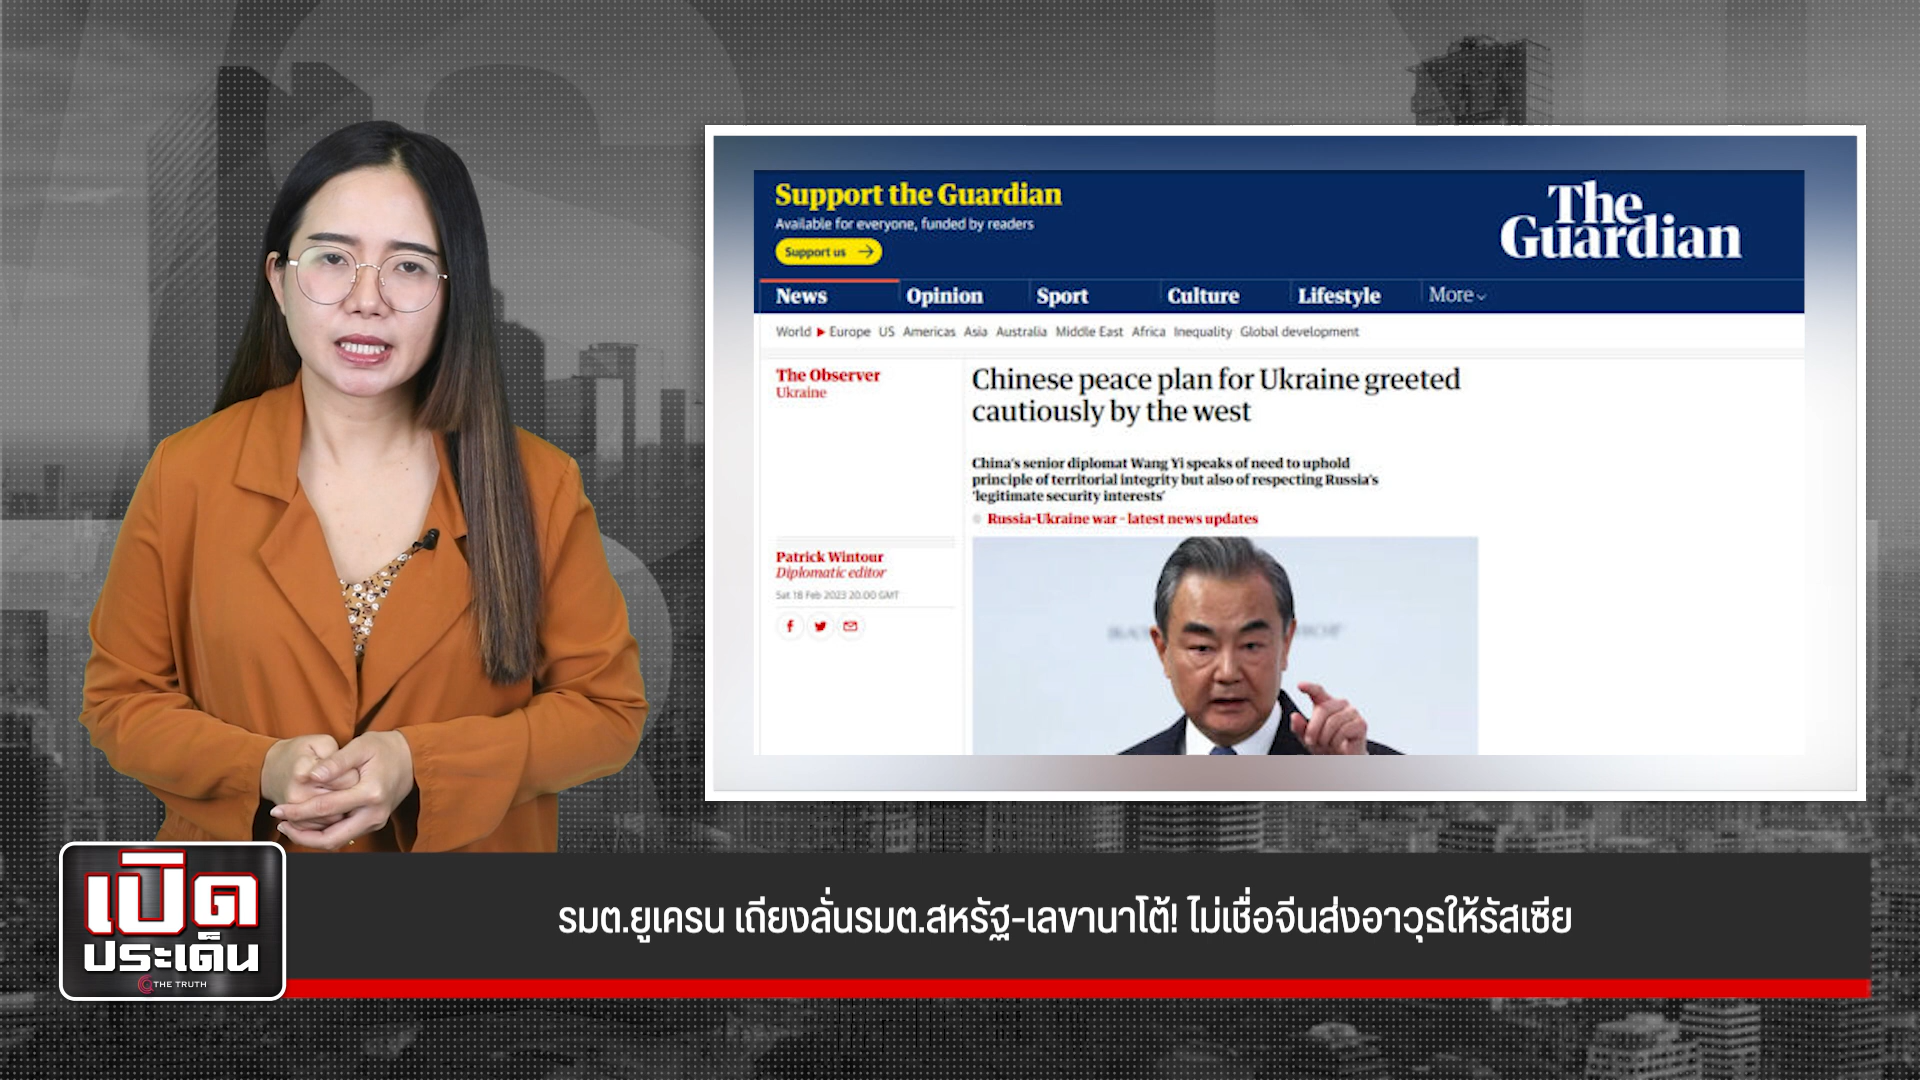 Support the Guardian
Available for everyone, funded by readers
Support us
The
Guardian
News Opinion Sport Culture Lifestyle More
World Europe US Americas Asia Australia Middle East Africa Inequality Global development
The Observer
Ukraine
Chinese peace plan for Ukraine greeted
cautiously by the west
China's senior diplomat Wang Yi speaks of need to uphold
principle of territorial integrity but also of respecting Russia's
'legitimate security interests'
Russia-Ukraine war - latest news updates
Patrick Wintour
Diplomatic editor
Sat 18 Feb 2023 20.00 GMT
เปิด
ประเด็น
THE TRUTH
รมต.ยูเครน เถียงลั่นรมต.สหรัฐ-เลขานาโต้! ไม่เชื่อจีนส่งอาวุธให้รัสเซีย